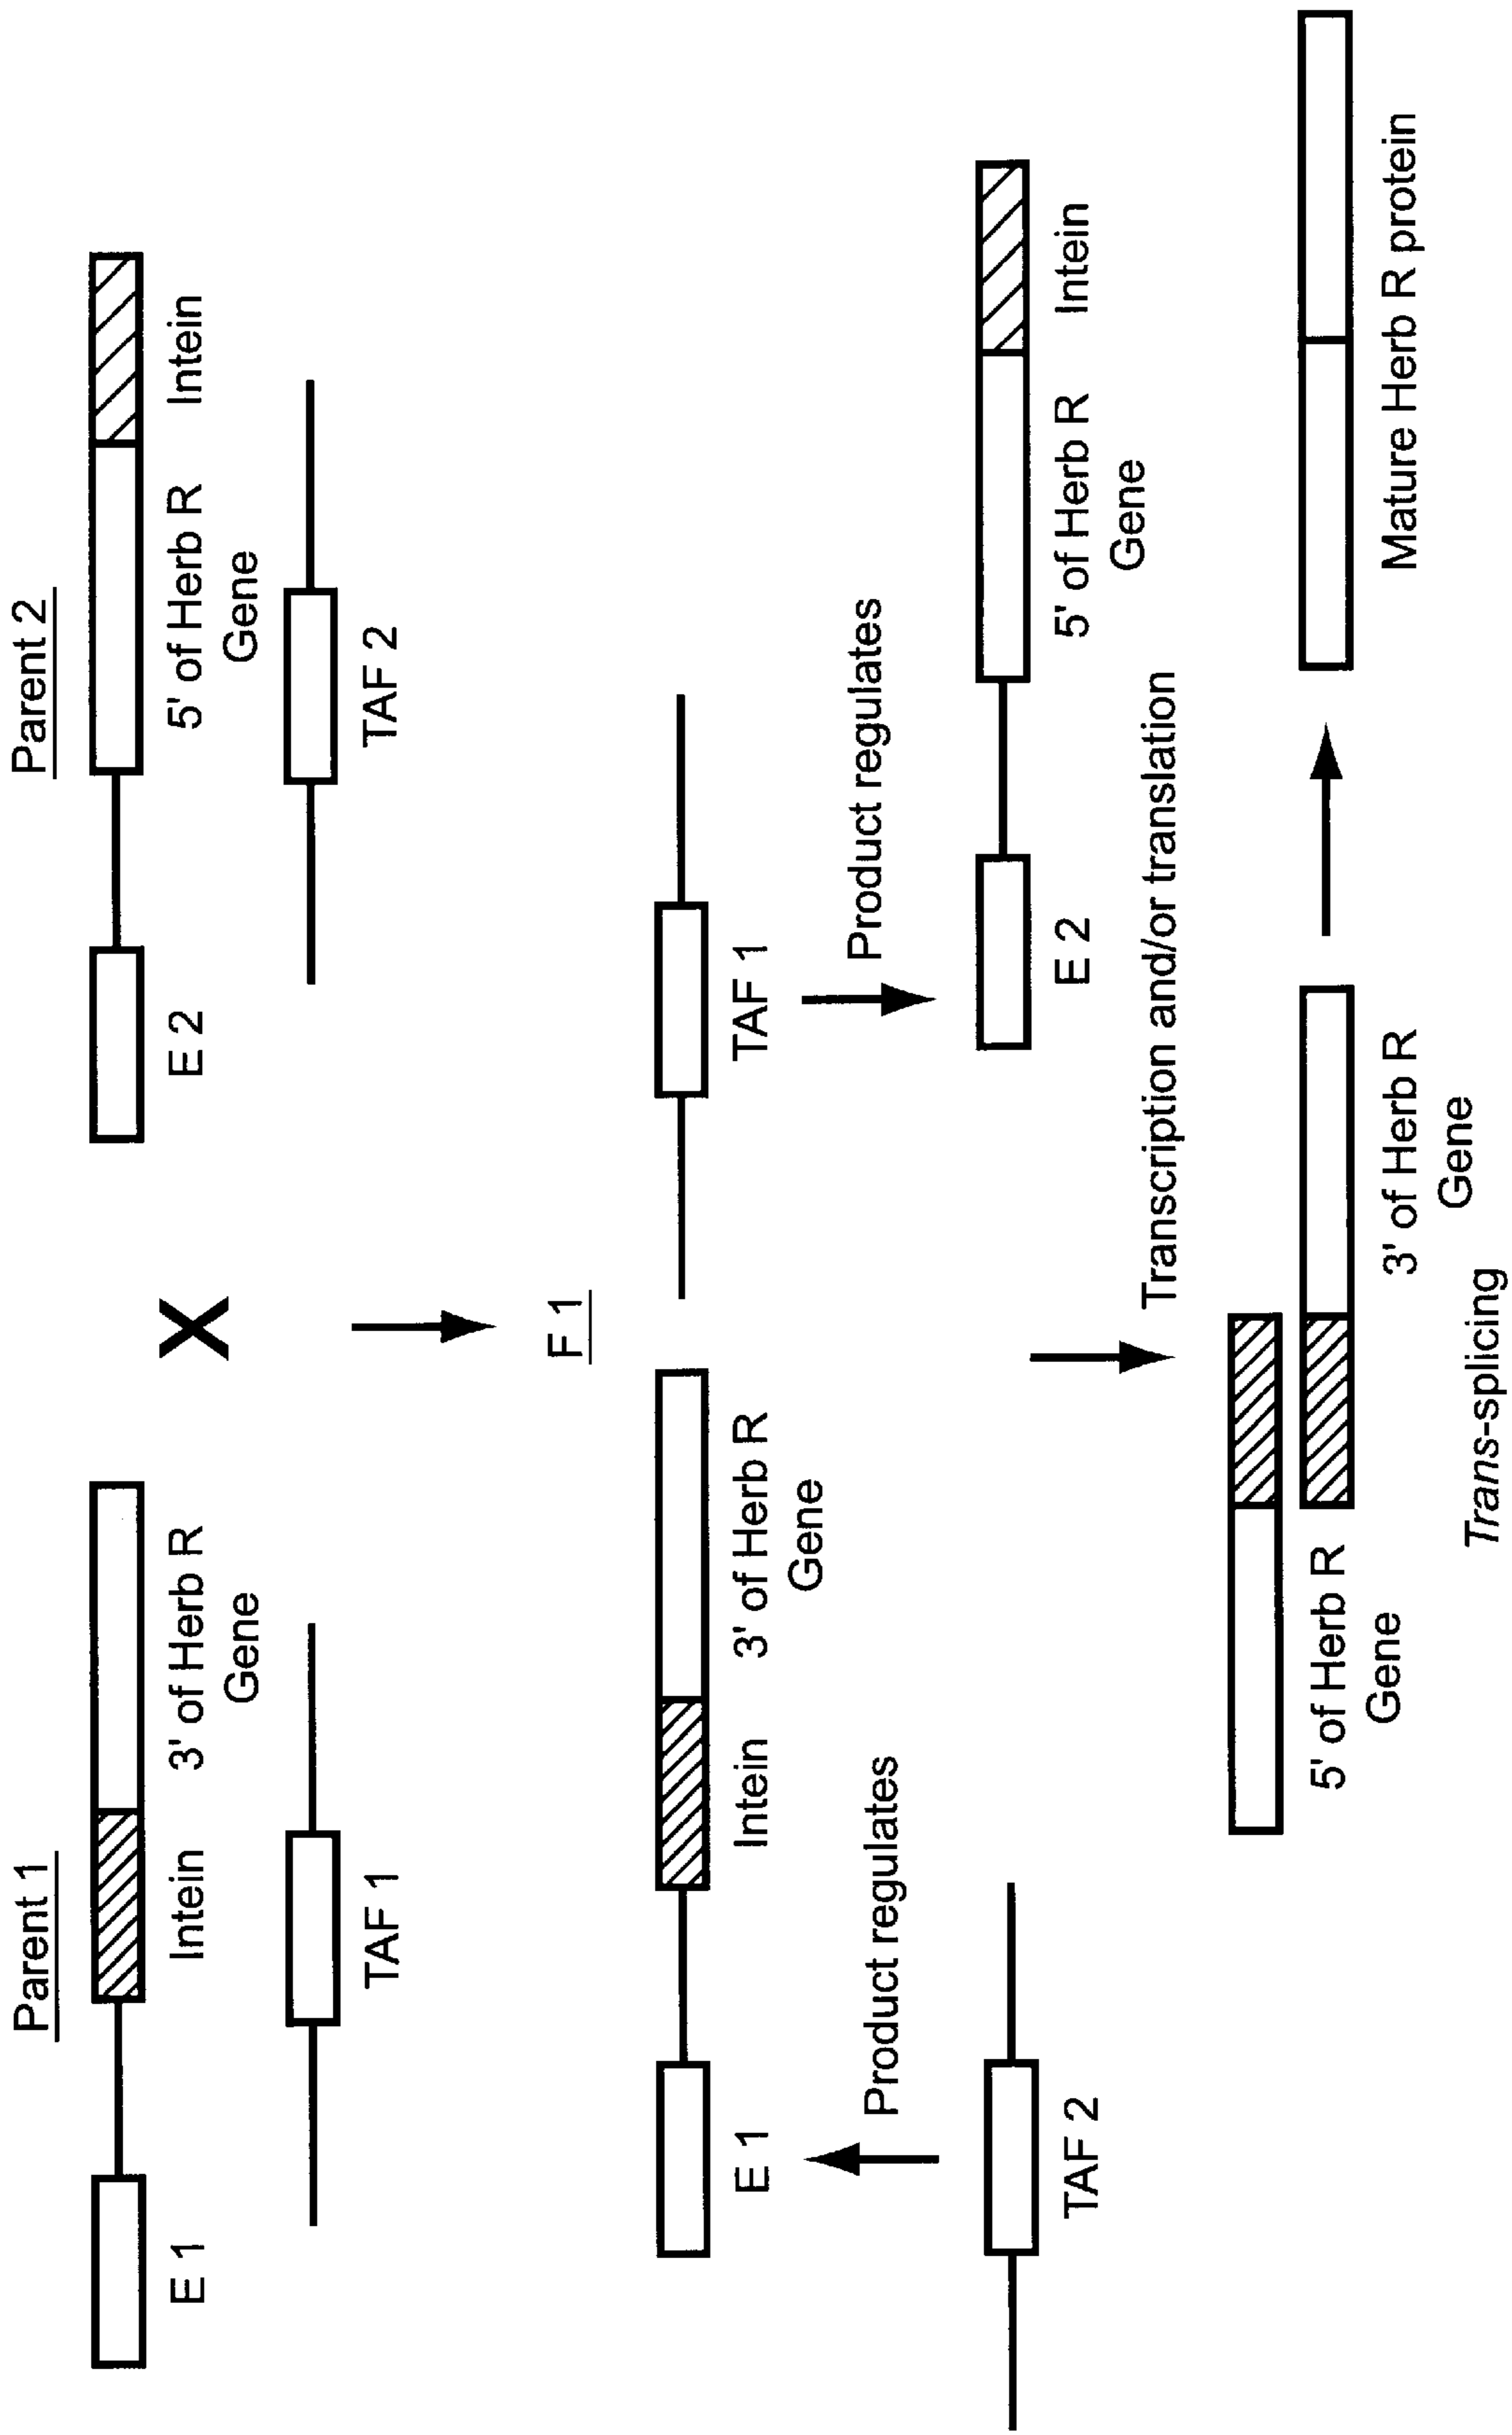 Parent 1
E 1
Intein
3' of Herb R
Gene
TAF 1
X
Parent 2
E 2
5' of Herb R
Gene
Intein
TAF 2
F 1
E 1
Intein
3' of Herb R
Gene
Product regulates
TAF 2
TAF 1
Product regulates
E 2
5' of Herb R
Gene
Intein
Transcription and/or translation
5' of Herb R
Gene
3' of Herb R
Gene
Trans-splicing
Mature Herb R protein